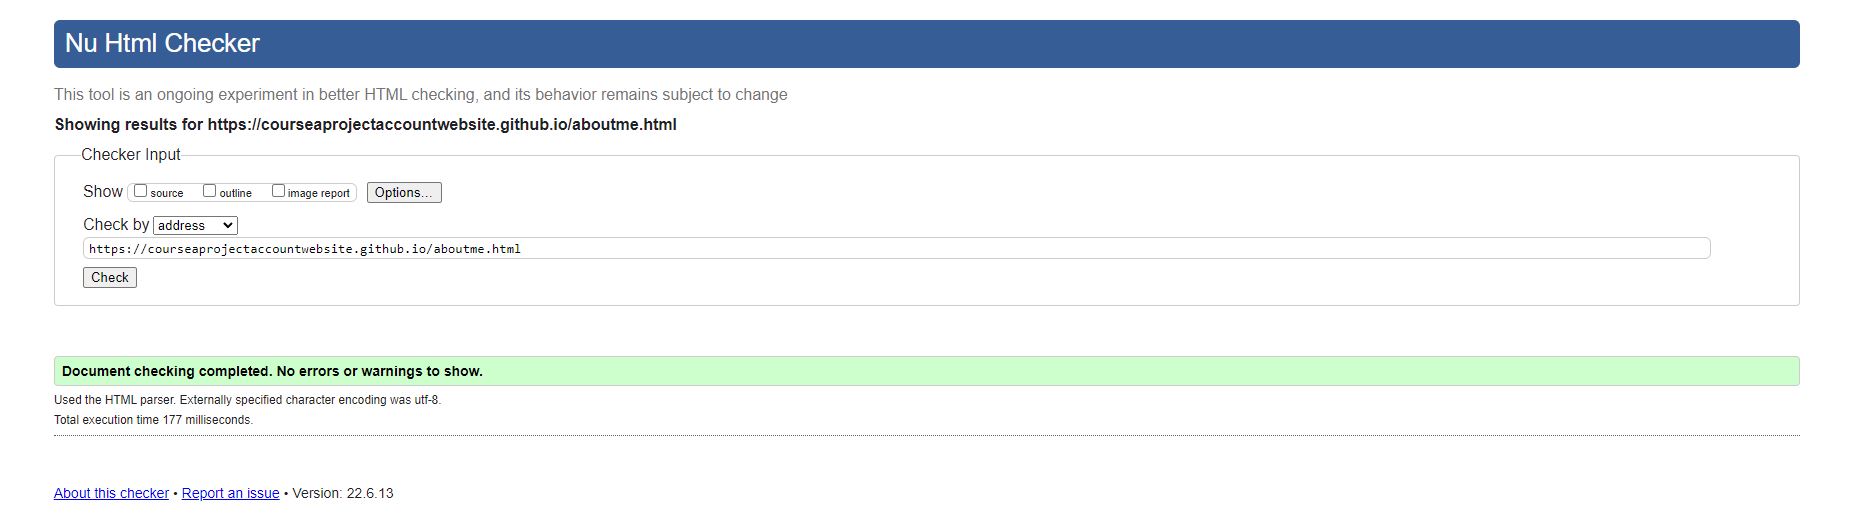 Nu Html Checker
This tool is an ongoing experiment in better HTML checking, and its behavior remains subject to change
Showing results for https://courseaprojectaccountwebsite.github.io/aboutme.html
Checker Input
Show source outline image report Options...
Check by address
https://courseaprojectaccountwebsite.github.io/aboutme.html
Check
Document checking completed. No errors or warnings to show.
Used the HTML parser. Externally specified character encoding was utf-8.
Total execution time 177 milliseconds.
About this checker • Report an issue • Version: 22.6.13